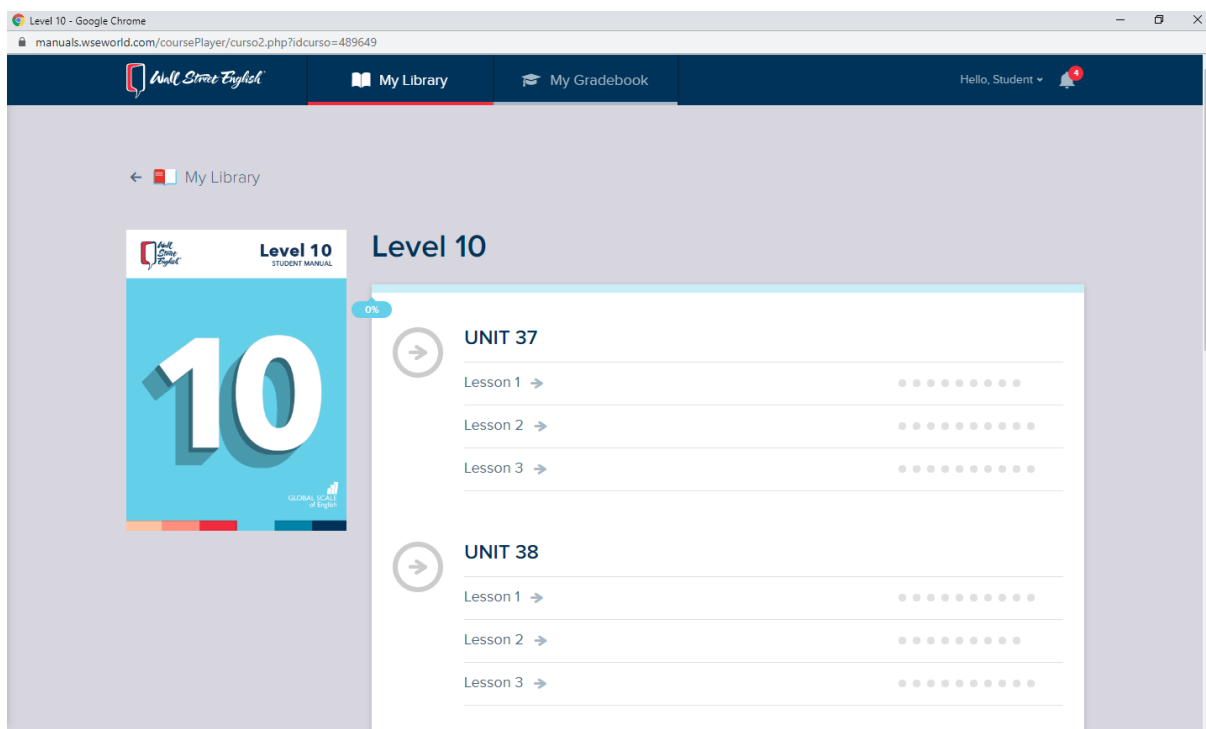 Level 10 - Google Chrome
manuals.wseworld.com/coursePlayer/curso2.php?idcurso=489649
Wall Street English
My Library
My Gradebook
Hello, Student
4
My Library
Wall
Street
English
Level 10
STUDENT MANUAL
10
GLOBAL SCALE
of English
Level 10
0%
UNIT 37
Lesson 1
Lesson 2
Lesson 3
UNIT 38
Lesson 1
Lesson 2
Lesson 3